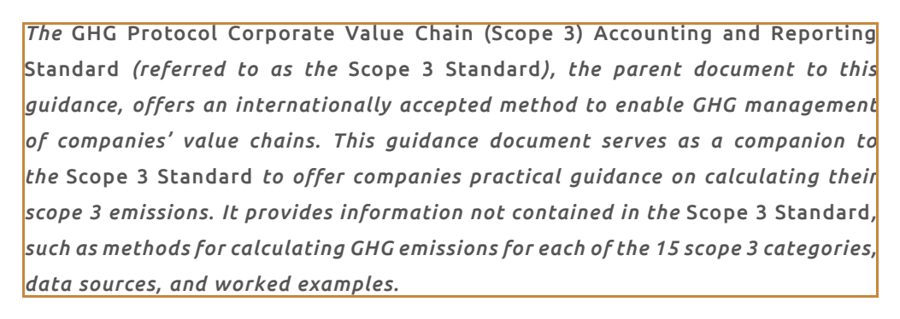 The GHG Protocol Corporate Value Chain (Scope 3) Accounting and Reporting
Standard (referred to as the Scope 3 Standard), the parent document to this
guidance, offers an internationally accepted method to enable GHG management
of companies’ value chains. This guidance document serves as a companion to
the Scope 3 Standard to offer companies practical guidance on calculating their
scope 3 emissions. It provides information not contained in the Scope 3 Standard,
such as methods for calculating GHG emissions for each of the 15 scope 3 categories,
data sources, and worked examples.